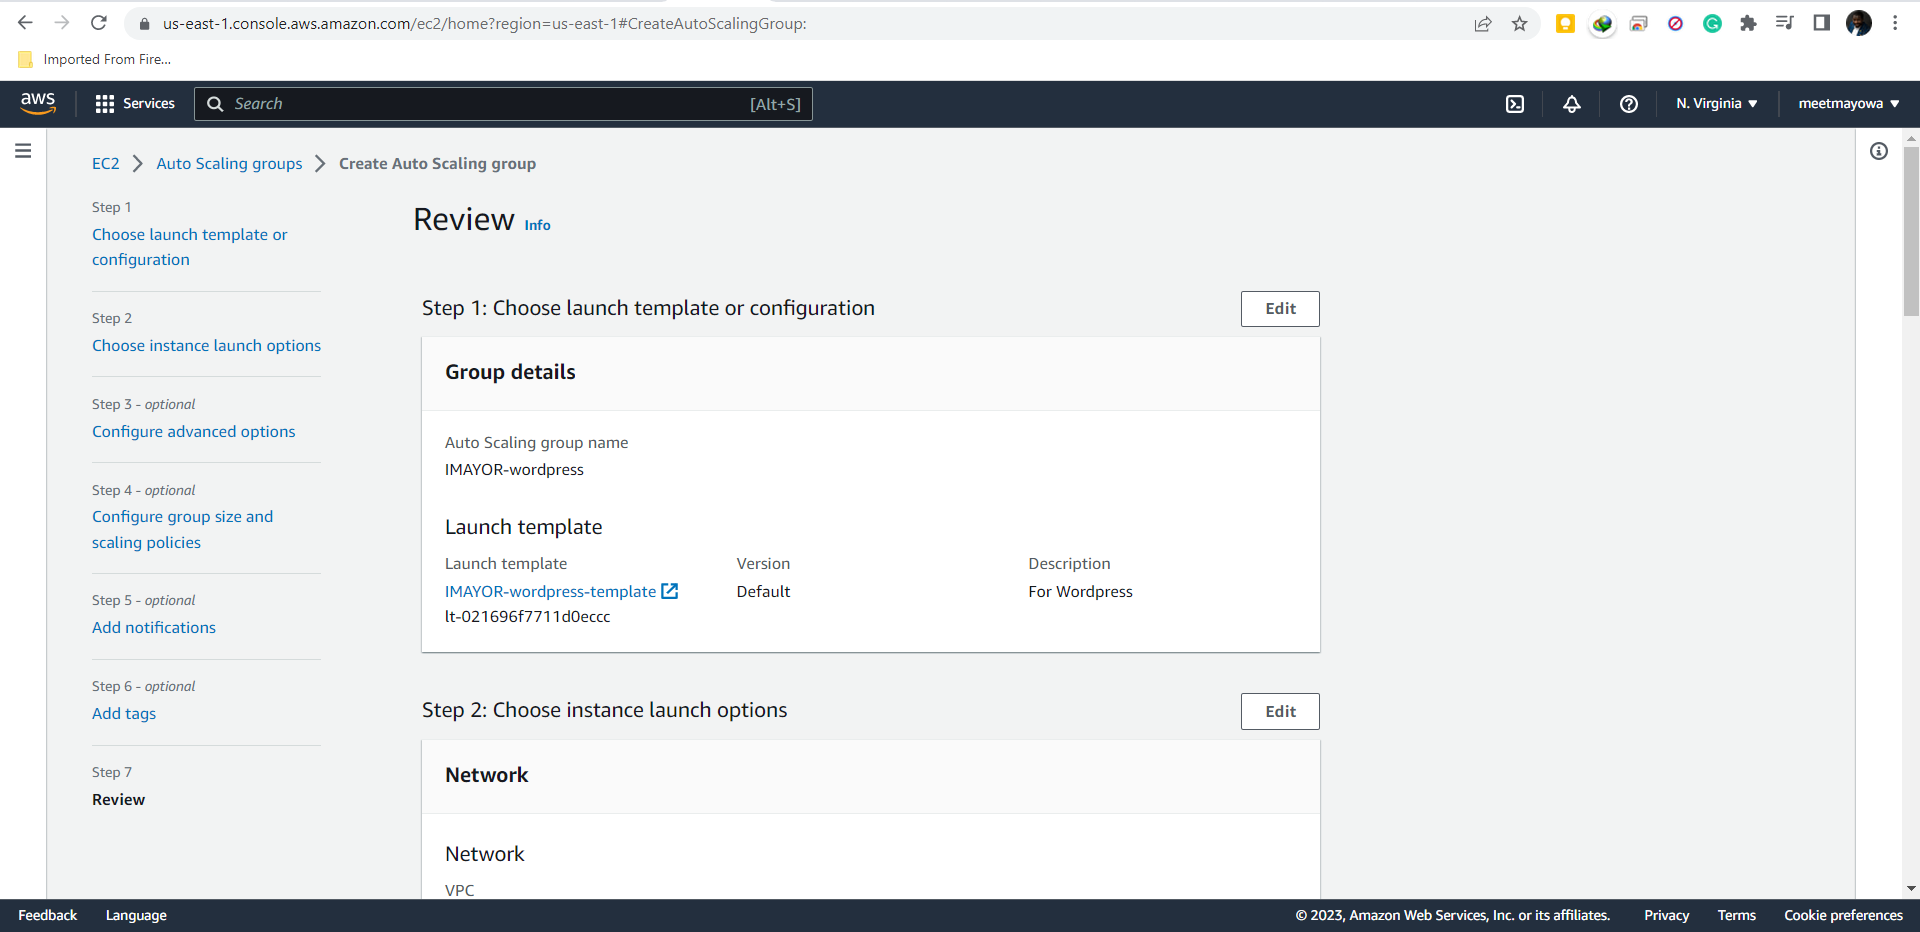 us-east-1.console.aws.amazon.com/ec2/home?region=us-east-1#CreateAutoScalingGroup:
Imported From Fire...
aws
Services
Search
[Alt+S]
N. Virginia
meetmayowa
EC2
Auto Scaling groups
Create Auto Scaling group
Step 1
Choose launch template or
configuration
Step 2
Choose instance launch options
Step 3 - optional
Configure advanced options
Step 4 - optional
Configure group size and
scaling policies
Step 5 - optional
Add notifications
Step 6 - optional
Add tags
Step 7
Review
Review Info
Step 1: Choose launch template or configuration
Edit
Group details
Auto Scaling group name
IMAYOR-wordpress
Launch template
Launch template
IMAYOR-wordpress-template
lt-021696f7711d0eccc
Version
Default
Description
For Wordpress
Step 2: Choose instance launch options
Edit
Network
Network
VPC
Feedback
Language
© 2023, Amazon Web Services, Inc. or its affiliates.
Privacy
Terms
Cookie preferences